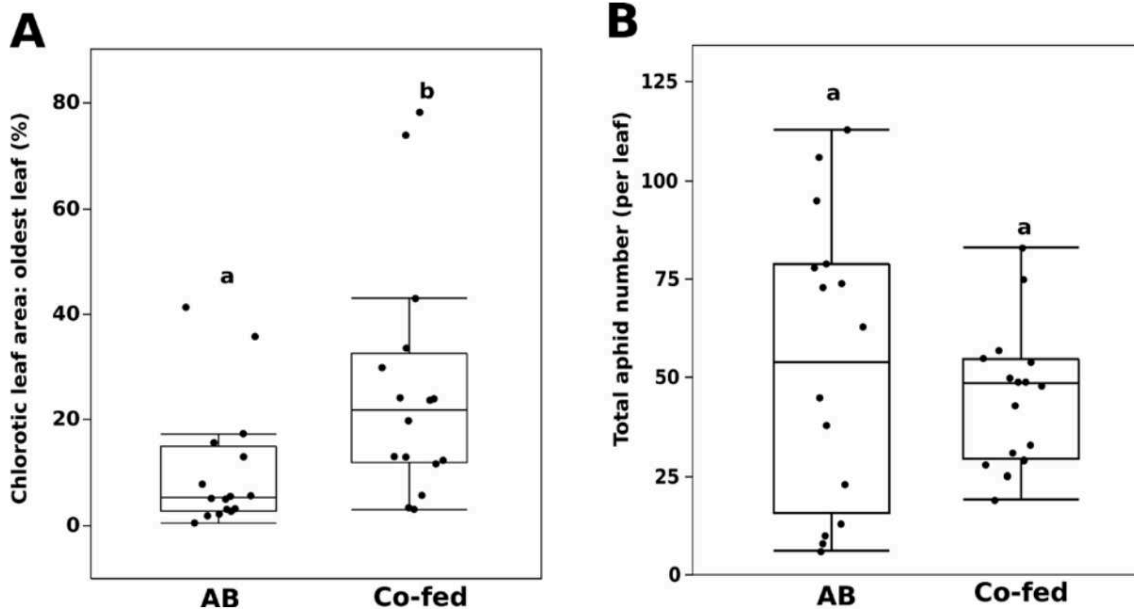 A
Chlorotic leaf area: oldest leaf (%)
80
60
40
20
0
a
b
AB
Co-fed
B
Total aphid number (per leaf)
125
100
75
50
25
0
a
a
AB
Co-fed